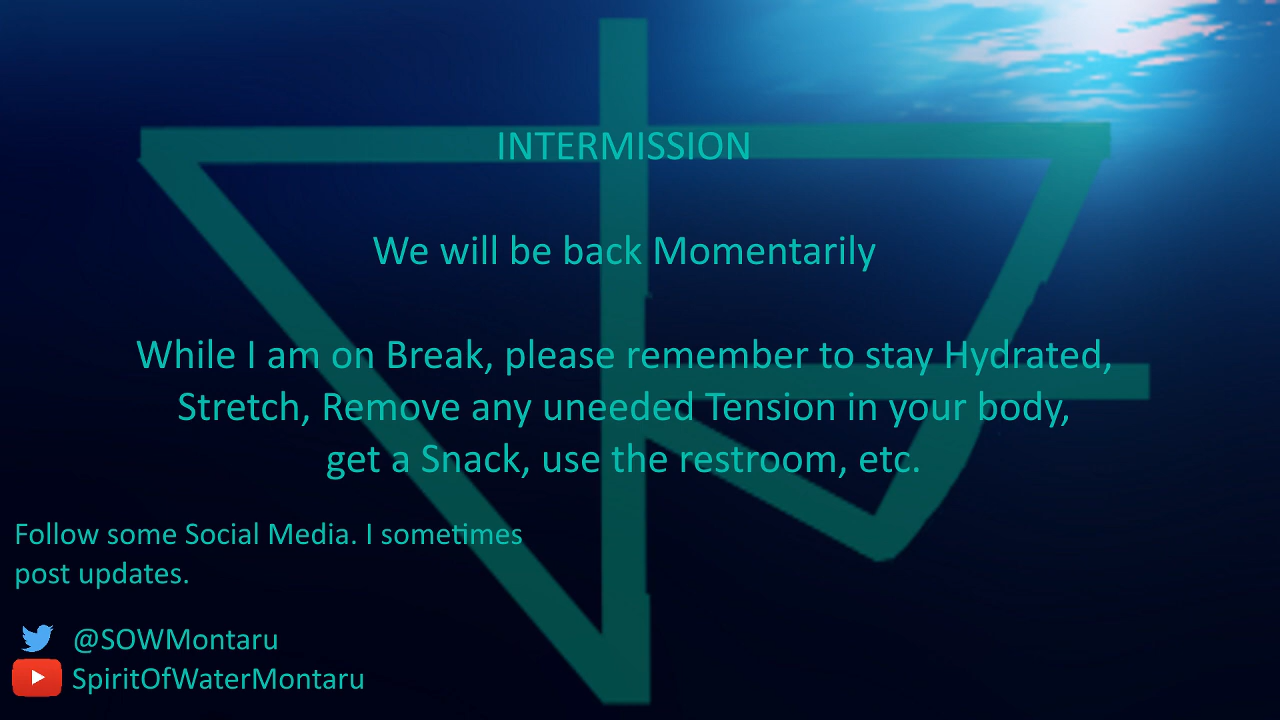 INTERMISSION
We will be back Momentarily
While I am on Break, please remember to stay Hydrated,
Stretch, Remove any uneeded Tension in your body,
get a Snack, use the restroom, etc.
Follow some Social Media. I sometimes
post updates.
@SOWMontaru
SpiritOfWaterMontaru